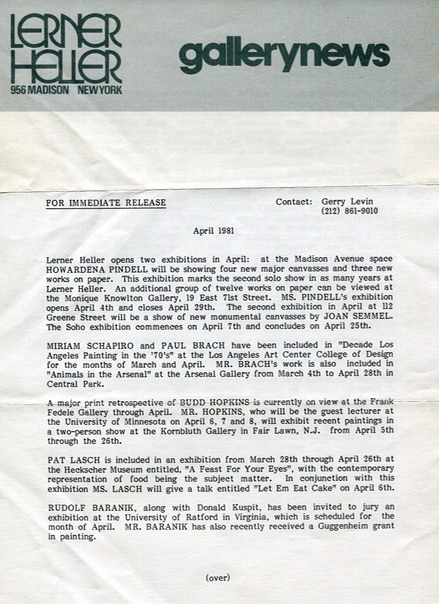 LERNER
HELLER
956 MADISON NEW YORK
gallerynews
FOR IMMEDIATE RELEASE
Contact: Gerry Levin
(212) 861-9010
April 1981
Lerner Heller opens two exhibitions in April: at the Madison Avenue space
HOWARDENA PINDELL will be showing four new major canvasses and three new
works on paper. This exhibition marks the second solo show in as many years at
Lerner Heller. An additional group of twelve works on paper can be viewed at
the Monique Knowlton Gallery, 19 East 71st Street. MS. PINDELL'S exhibition
opens April 4th and closes April 29th. The second exhibition in April at 112
Greene Street will be a show of new monumental canvasses by JOAN SEMMEL.
The Soho exhibition commences on April 7th and concludes on April 25th.
MIRIAM SCHAPIRO and PAUL BRACH have been included in "Decade Los
Angeles Painting in the '70's" at the Los Angeles Art Center College of Design
for the months of March and April. MR. BRACH'S work is also included in
"Animals in the Arsenal" at the Arsenal Gallery from March 4th to April 28th in
Central Park.
A major print retrospective of BUDD HOPKINS is currently on view at the Frank
Fedele Gallery through April. MR. HOPKINS, who will be the guest lecturer at
the University of Minnesota on April 6, 7 and 8, will exhibit recent paintings in
a two-person show at the Kornbluth Gallery in Fair Lawn, N.J. from April 5th
through the 26th.
PAT LASCH is included in an exhibition from March 28th through April 26th at
the Heckscher Museum entitled, "A Feast For Your Eyes", with the contemporary
representation of food being the subject matter. In conjunction with this
exhibition MS. LASCH will give a talk entitled "Let Em Eat Cake" on April 6th.
RUDOLF BARANIK, along with Donald Kuspit, has been invited to jury an
exhibition at the University of Ratford in Virginia, which is scheduled for the
month of April. MR. BARANIK has also recently received a Guggenheim grant
in painting.
(over)